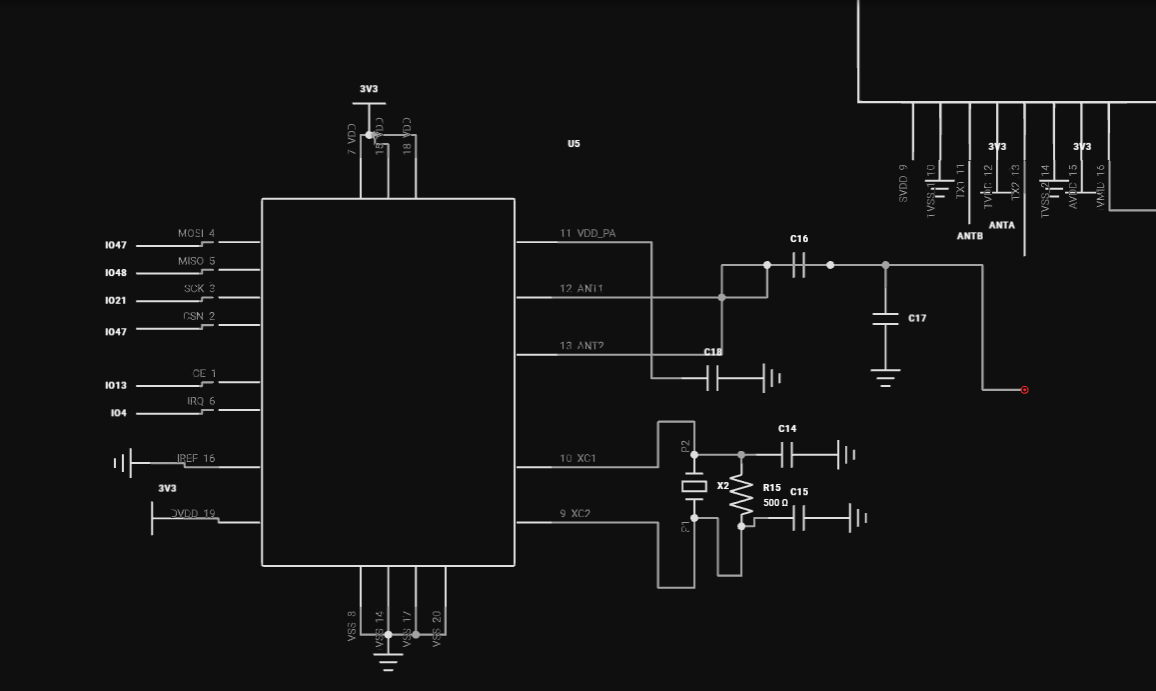 3V3
7 VDD
15 VDD
18 VDD
U5
SVDD 9
TVSS_1 10
TX1 11
3V3
TVDD 12
TX2 13
TVSS_2 14
3V3
AVDD 15
VMID 16
ANTB
ANTA
IO47
MOSI 4
IO48
MISO 5
IO21
SCK 3
IO47
CSN 2
IO13
CE 1
IO4
IRQ 6
IREF 16
3V3
DVDD 19
11 VDD_PA
12 ANT1
13 ANT2
C16
C17
C18
10 XC1
9 XC2
P2
P1
X2
R15
500 Ω
C14
C15
VSS 8
VSS 14
VSS 17
VSS 20